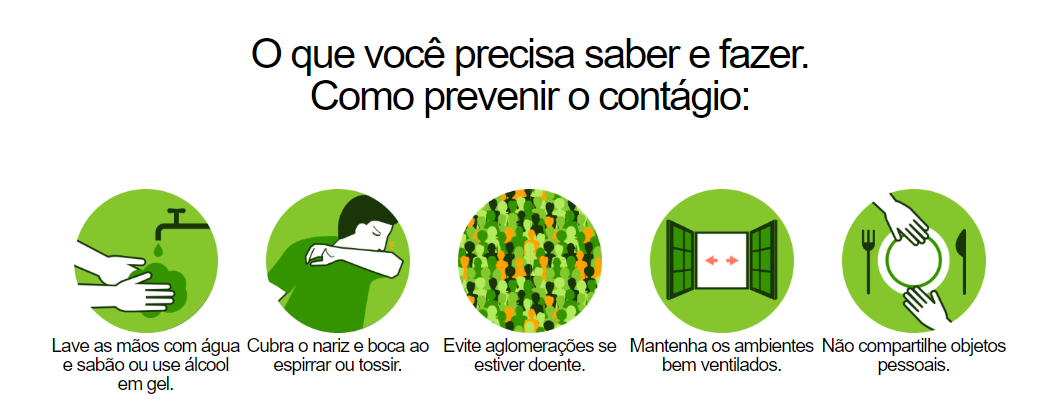 O que você precisa saber e fazer.
Como prevenir o contágio:
Lave as mãos com água
e sabão ou use álcool
em gel.
Cubra o nariz e boca ao
espirrar ou tossir.
Evite aglomerações se
estiver doente.
Mantenha os ambientes
bem ventilados.
Não compartilhe objetos
pessoais.